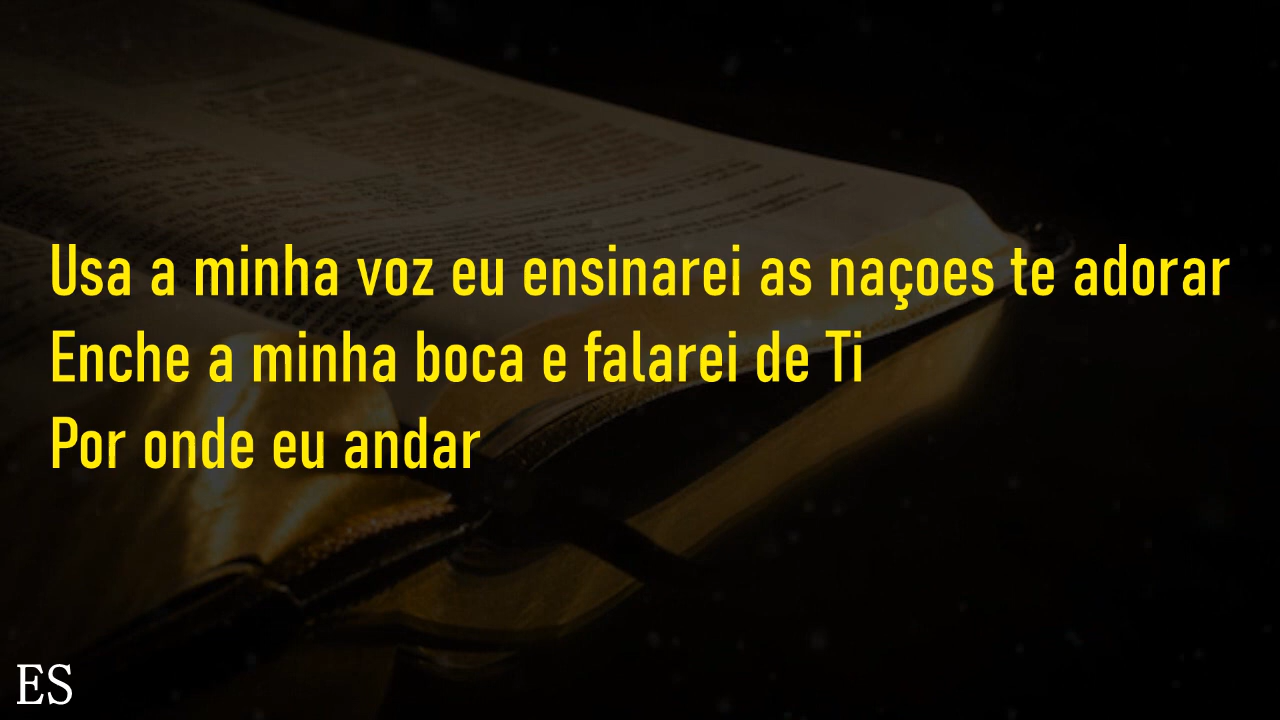 Usa a minha voz eu ensinarei as naçoes te adorar
Enche a minha boca e falarei de Ti
Por onde eu andar
ES